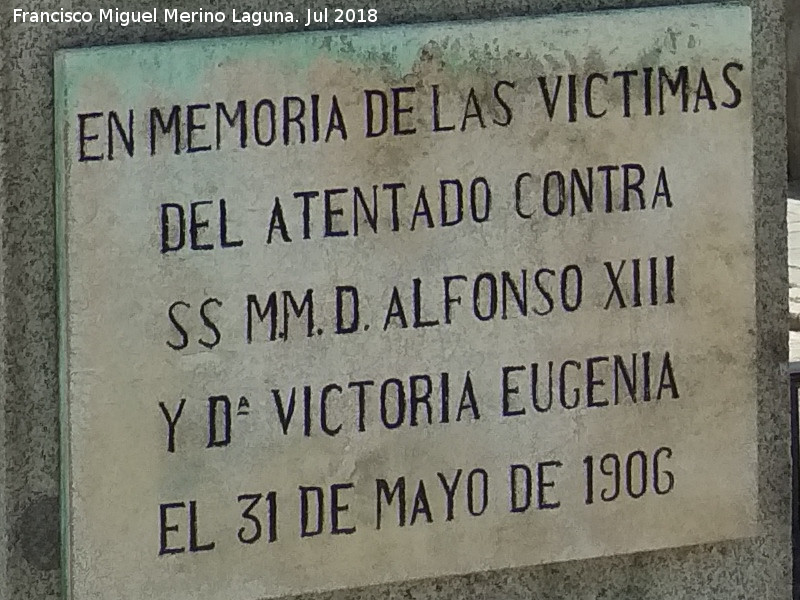 Francisco Miguel Merino Laguna. Jul 2018
EN MEMORIA DE LAS VICTIMAS
DEL ATENTADO CONTRA
SS MM. D. ALFONSO XIII
Y Dª VICTORIA EUGENIA
EL 31 DE MAYO DE 1906